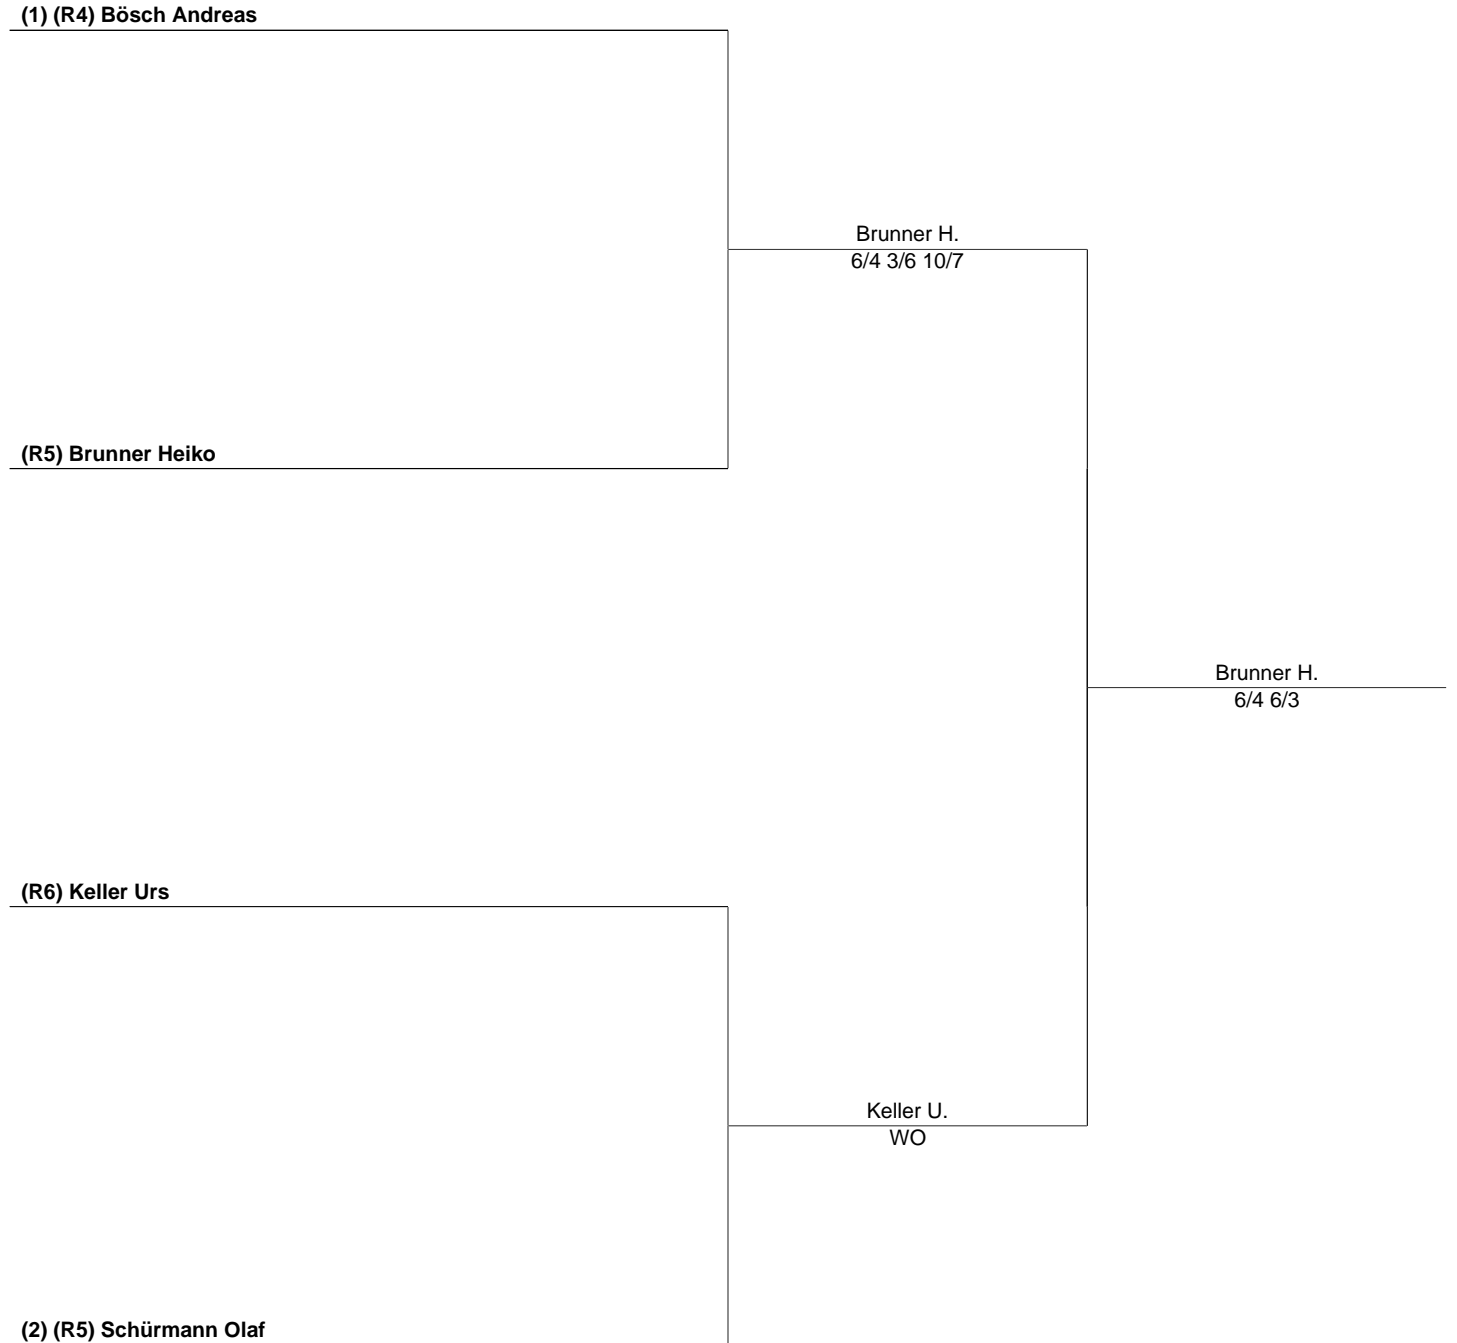 (1) (R4) Bösch Andreas
Brunner H.
6/4 3/6 10/7
(R5) Brunner Heiko
Brunner H.
6/4 6/3
(R6) Keller Urs
Keller U.
WO
(2) (R5) Schürmann Olaf